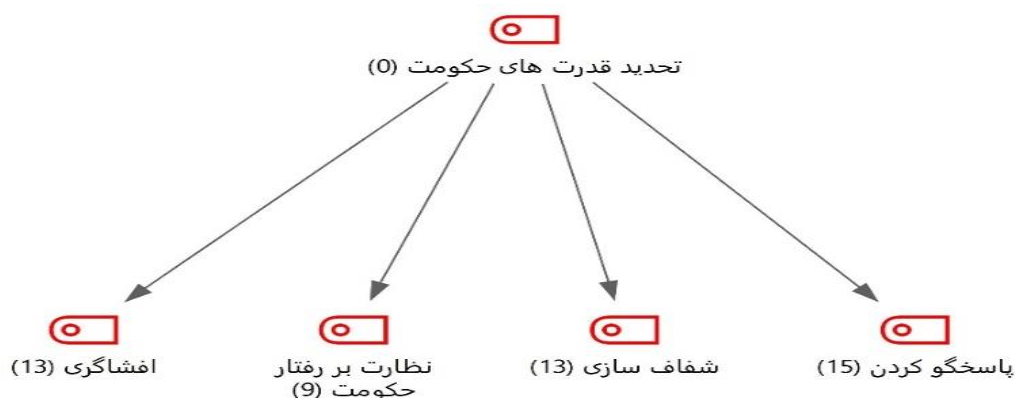 تحدید قدرت های حکومت (0)
پاسخگو کردن (15)
شفاف سازی (13)
نظارت بر رفتار
حکومت (9)
افشاگری (13)